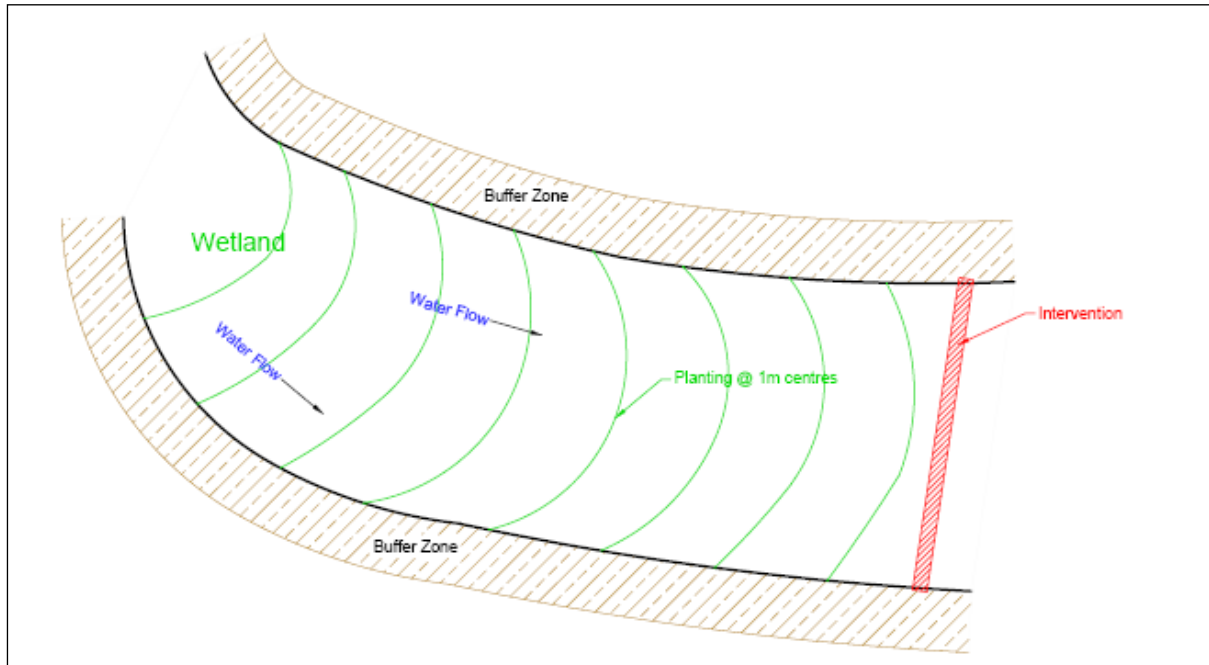 Buffer Zone
Wetland
Water Flow
Water Flow
Intervention
Planting @ 1m centres
Buffer Zone